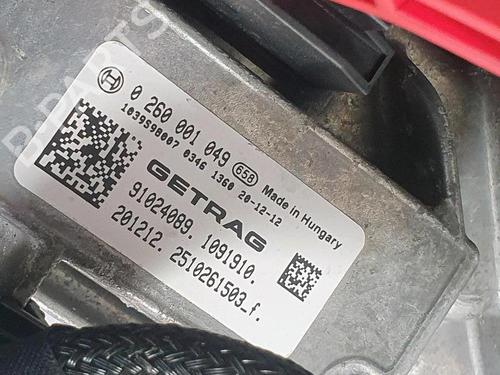 0 260 001 049 658 Made in Hungary
1039S98007 0346 1360 20-12-12
GETRAG
91024089. 1091910.
201212. 2510261503_f.